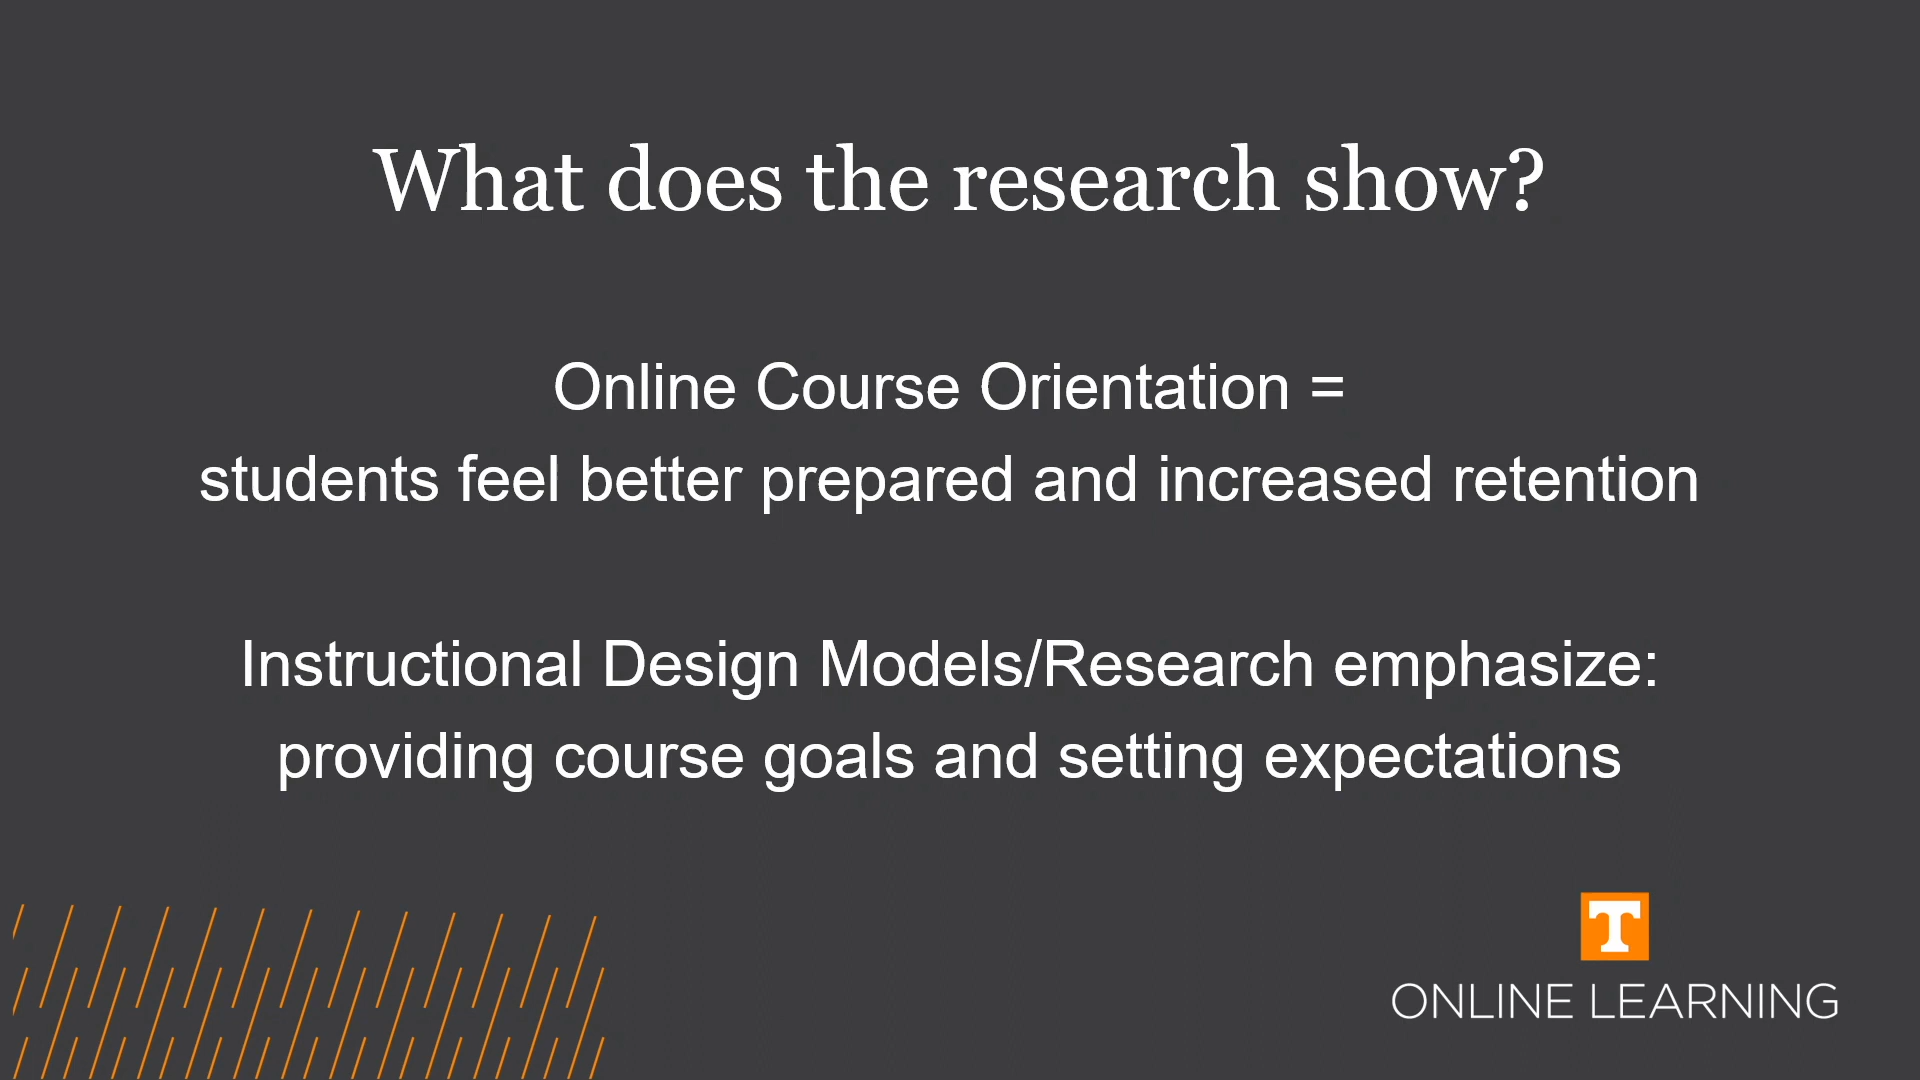 What does the research show?
Online Course Orientation =
students feel better prepared and increased retention
Instructional Design Models/Research emphasize:
providing course goals and setting expectations
T
ONLINE LEARNING